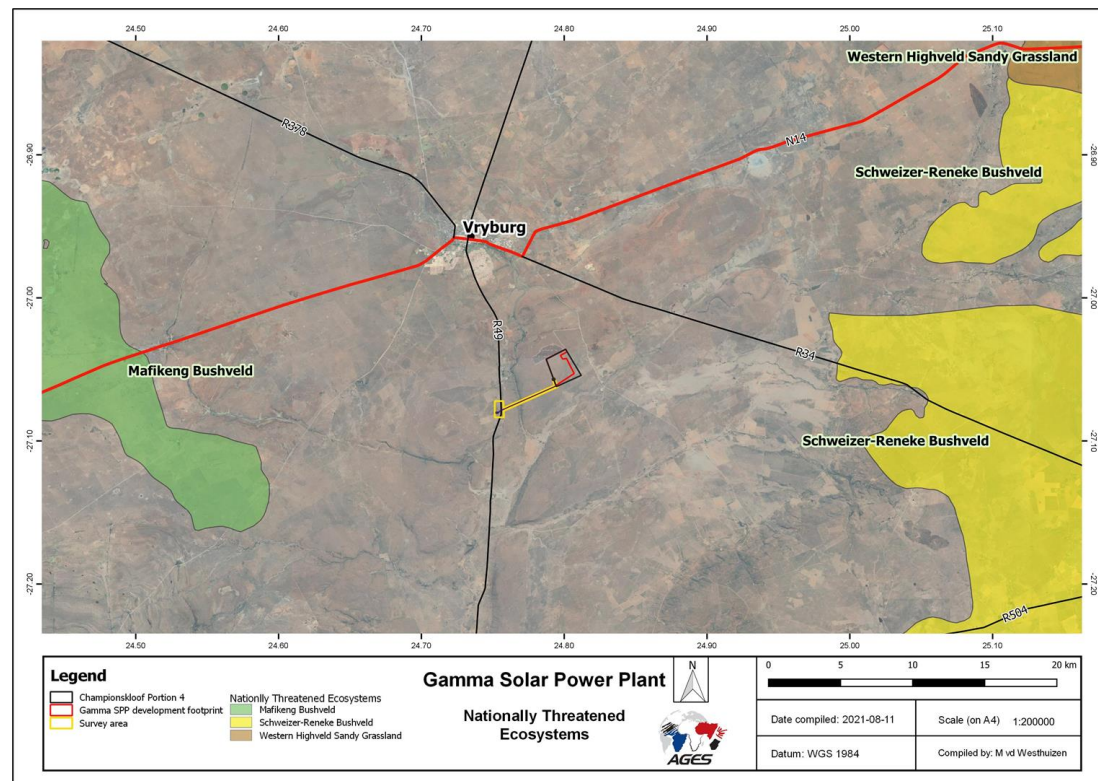 24.50 24.60 24.70 24.80 24.90 25.00 25.10
Western Highveld Sandy Grassland
R378
N14
-26.90 -26.90
Schweizer-Reneke Bushveld
Vryburg
-27.00 -27.00
R49
R34
Mafikeng Bushveld
-27.10 -27.10
Schweizer-Reneke Bushveld
-27.20 -27.20
R504
24.50 24.60 24.70 24.80 24.90 25.00 25.10
Legend
Championskloof Portion 4
Gamma SPP development footprint
Survey area
Nationlly Threatened Ecosystems
Mafikeng Bushveld
Schweizer-Reneke Bushveld
Western Highveld Sandy Grassland
Gamma Solar Power Plant
Nationally Threatened
Ecosystems
N
AGES
0 5 10 15 20 km
Date compiled: 2021-08-11
Scale (on A4) 1:200000
Datum: WGS 1984
Compiled by: M vd Westhuizen